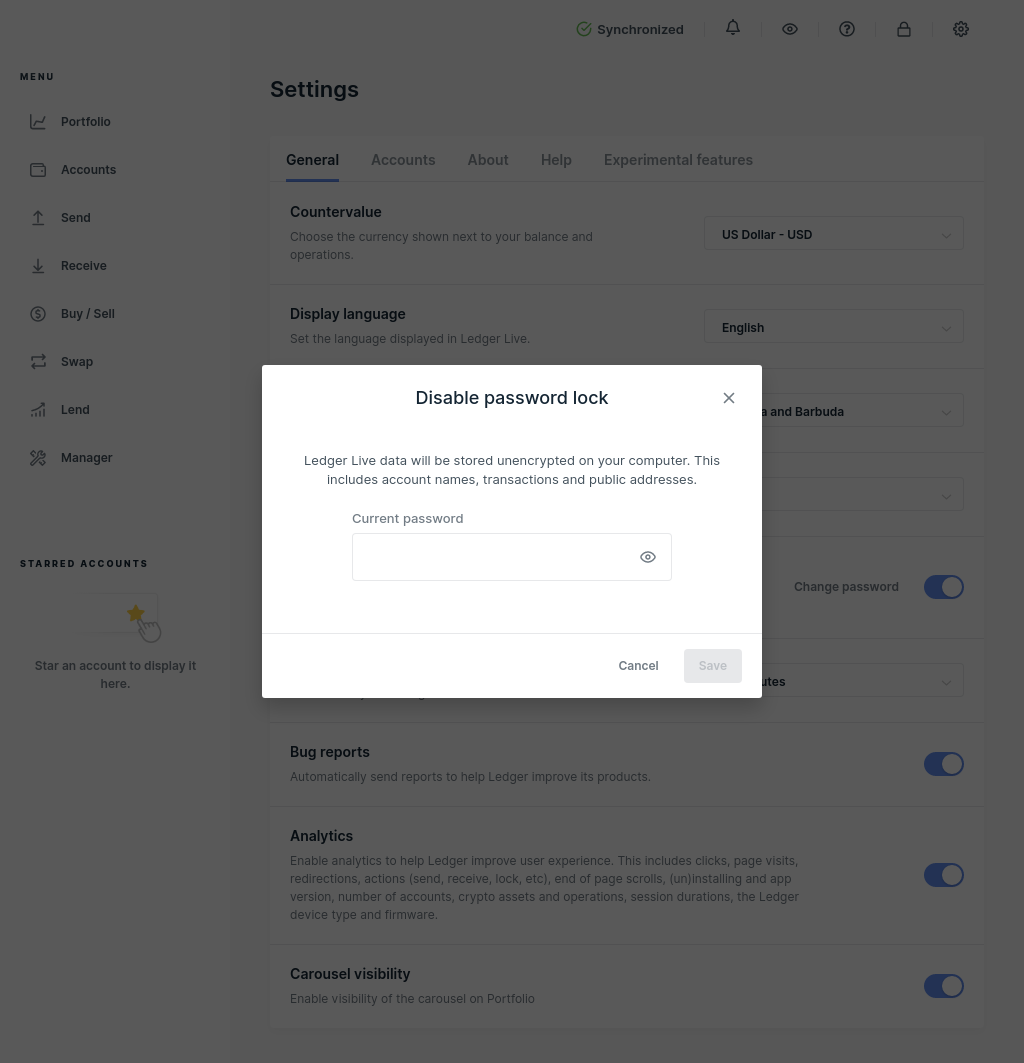 Synchronized
MENU
Portfolio
Accounts
Send
Receive
Buy / Sell
Swap
Lend
Manager
STARRED ACCOUNTS
Star an account to display it
here.
Settings
General
Accounts
About
Help
Experimental features
Countervalue
Choose the currency shown next to your balance and
operations.
US Dollar - USD
Display language
Set the language displayed in Ledger Live.
English
and Barbuda
Disable password lock
Ledger Live data will be stored unencrypted on your computer. This
includes account names, transactions and public addresses.
Current password
Cancel
Save
Change password
Bug reports
Automatically send reports to help Ledger improve its products.
Analytics
Enable analytics to help Ledger improve user experience. This includes clicks, page visits,
redirections, actions (send, receive, lock, etc), end of page scrolls, (un)installing and app
version, number of accounts, crypto assets and operations, session durations, the Ledger
device type and firmware.
Carousel visibility
Enable visibility of the carousel on Portfolio